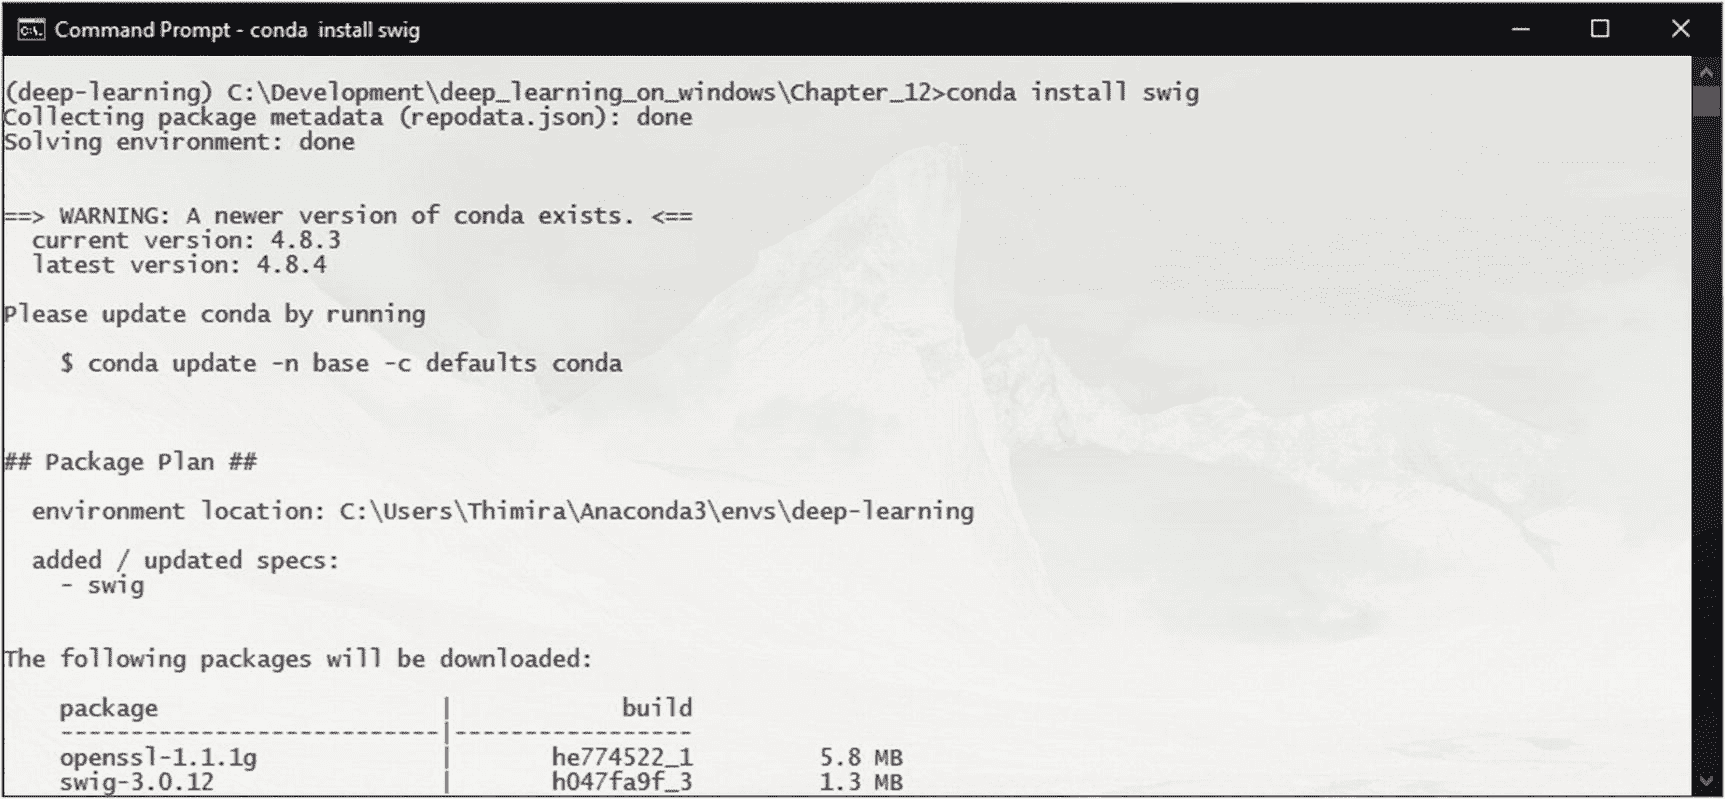 Command Prompt - conda  install swig
(deep-learning) C:\Development\deep_learning_on_windows\Chapter_12>conda install swig
Collecting package metadata (repodata.json): done
Solving environment: done
==> WARNING: A newer version of conda exists. <==
  current version: 4.8.3
  latest version: 4.8.4
Please update conda by running
    $ conda update -n base -c defaults conda
## Package Plan ##
  environment location: C:\Users\Thimira\Anaconda3\envs\deep-learning
  added / updated specs:
    - swig
The following packages will be downloaded:
    package                    |            build
    ---------------------------|-----------------
    openssl-1.1.1g             |       he774522_1         5.8 MB
    swig-3.0.12                |       h047fa9f_3         1.3 MB